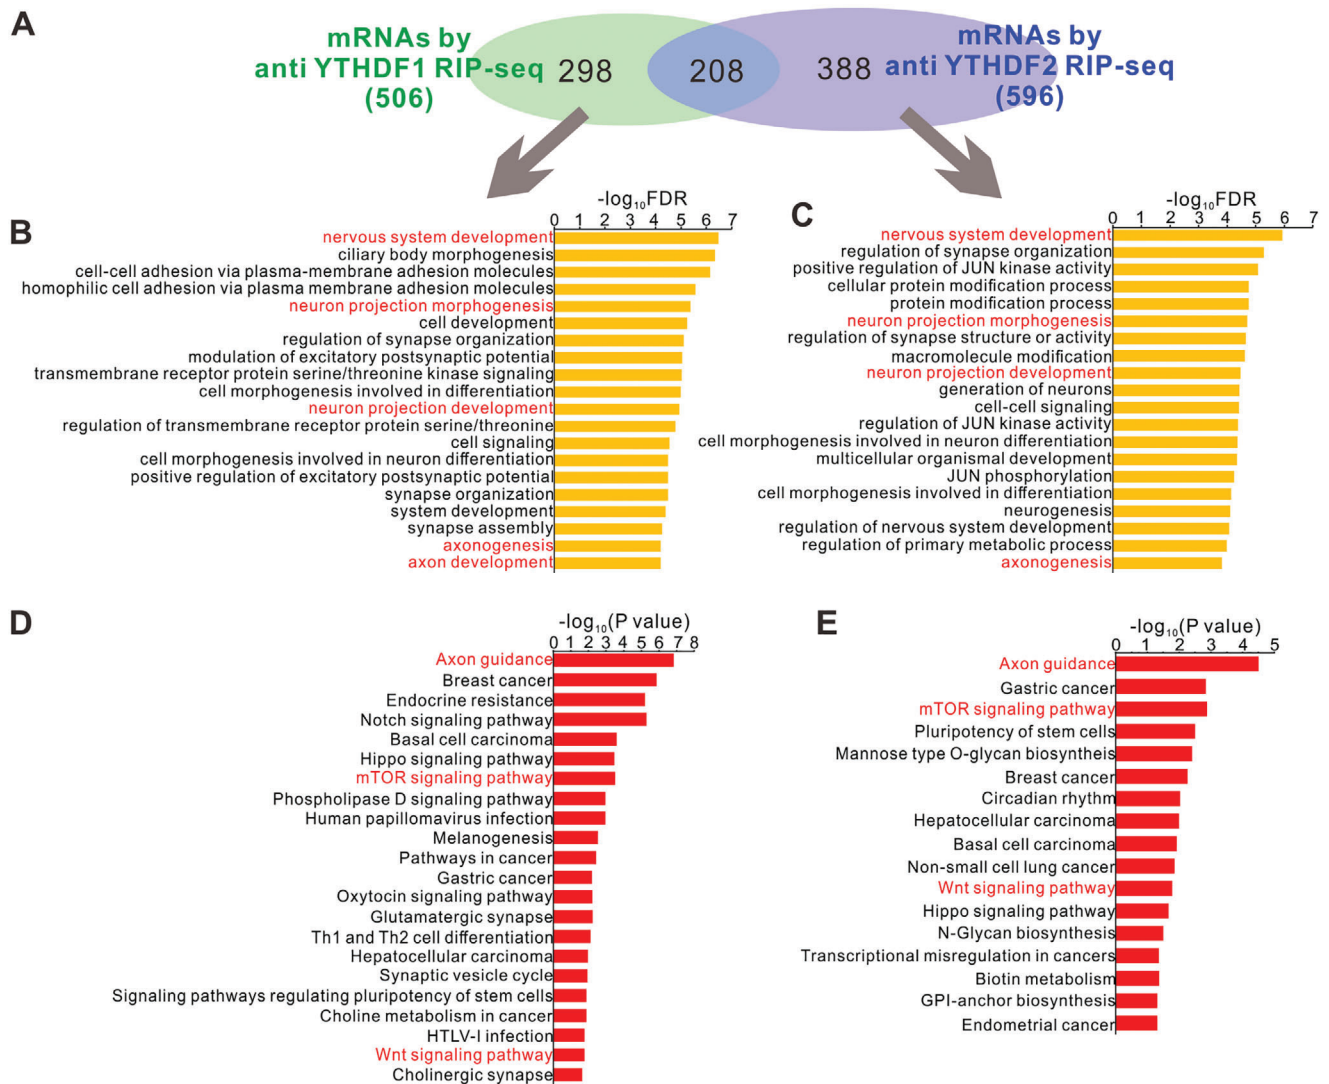 A
mRNAs by
anti YTHDF1 RIP-seq
(506)
298
208
388
mRNAs by
anti YTHDF2 RIP-seq
(596)
B
-log10FDR
0 1 2 3 4 5 6 7
nervous system development
ciliary body morphogenesis
cell-cell adhesion via plasma-membrane adhesion molecules
homophilic cell adhesion via plasma membrane adhesion molecules
neuron projection morphogenesis
cell development
regulation of synapse organization
modulation of excitatory postsynaptic potential
transmembrane receptor protein serine/threonine kinase signaling
cell morphogenesis involved in differentiation
neuron projection development
regulation of transmembrane receptor protein serine/threonine
cell signaling
cell morphogenesis involved in neuron differentiation
positive regulation of excitatory postsynaptic potential
synapse organization
system development
synapse assembly
axonogenesis
axon development
C
-log10FDR
0 1 2 3 4 5 6 7
nervous system development
regulation of synapse organization
positive regulation of JUN kinase activity
cellular protein modification process
protein modification process
neuron projection morphogenesis
regulation of synapse structure or activity
macromolecule modification
neuron projection development
generation of neurons
cell-cell signaling
regulation of JUN kinase activity
cell morphogenesis involved in neuron differentiation
multicellular organismal development
JUN phosphorylation
cell morphogenesis involved in differentiation
neurogenesis
regulation of nervous system development
regulation of primary metabolic process
axonogenesis
D
-log10(P value)
0 1 2 3 4 5 6 7 8
Axon guidance
Breast cancer
Endocrine resistance
Notch signaling pathway
Basal cell carcinoma
Hippo signaling pathway
mTOR signaling pathway
Phospholipase D signaling pathway
Human papillomavirus infection
Melanogenesis
Pathways in cancer
Gastric cancer
Oxytocin signaling pathway
Glutamatergic synapse
Th1 and Th2 cell differentiation
Hepatocellular carcinoma
Synaptic vesicle cycle
Signaling pathways regulating pluripotency of stem cells
Choline metabolism in cancer
HTLV-I infection
Wnt signaling pathway
Cholinergic synapse
E
-log10(P value)
0 1 2 3 4 5
Axon guidance
Gastric cancer
mTOR signaling pathway
Pluripotency of stem cells
Mannose type O-glycan biosyntheis
Breast cancer
Circadian rhythm
Hepatocellular carcinoma
Basal cell carcinoma
Non-small cell lung cancer
Wnt signaling pathway
Hippo signaling pathway
N-Glycan biosynthesis
Transcriptional misregulation in cancers
Biotin metabolism
GPI-anchor biosynthesis
Endometrial cancer